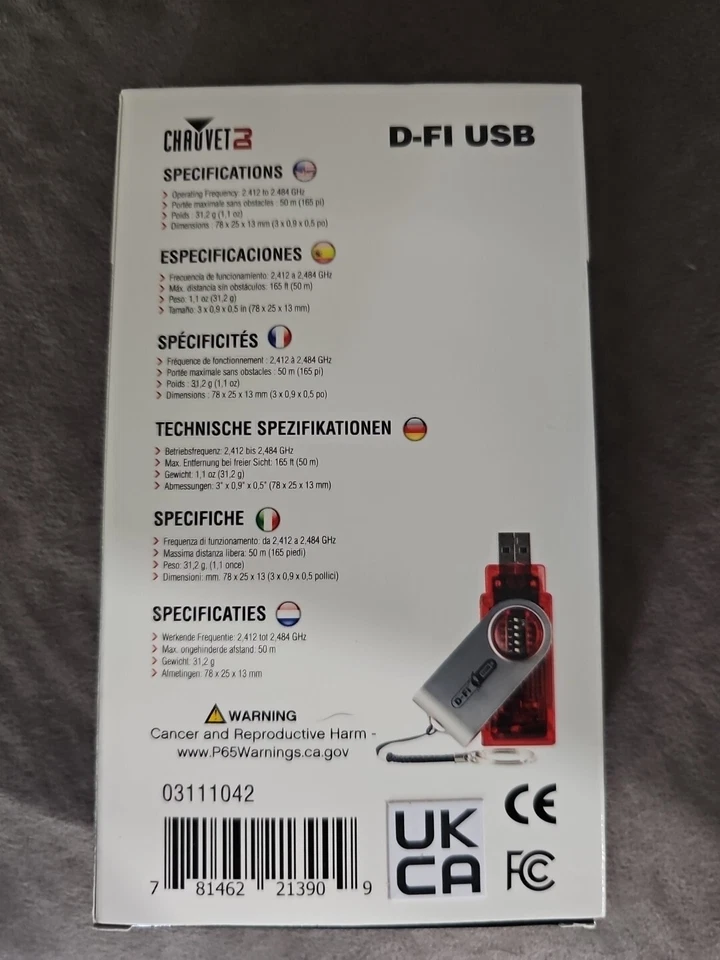 CHAUVET DJ
D-FI USB
SPECIFICATIONS
Operating Frequency: 2.412 to 2.484 GHz
Portée maximale sans obstacles : 50 m (165 pi)
Poids : 31,2 g (1,1 oz)
Dimensions : 78 x 25 x 13 mm (3 x 0,9 x 0,5 po)
ESPECIFICACIONES
Frecuencia de funcionamiento: 2,412 a 2,484 GHz
Máx. distancia sin obstáculos: 165 ft (50 m)
Peso: 1,1 oz (31,2 g)
Tamaño: 3 x 0,9 x 0,5 in (78 x 25 x 13 mm)
SPÉCIFICITÉS
Fréquence de fonctionnement : 2,412 à 2,484 GHz
Portée maximale sans obstacles : 50 m (165 pi)
Poids : 31,2 g (1,1 oz)
Dimensions : 78 x 25 x 13 mm (3 x 0,9 x 0,5 po)
TECHNISCHE SPEZIFIKATIONEN
Betriebsfrequenz: 2,412 bis 2,484 GHz
Max. Entfernung bei freier Sicht: 165 ft (50 m)
Gewicht: 1,1 oz (31,2 g)
Abmessungen: 3" x 0,9" x 0,5" (78 x 25 x 13 mm)
SPECIFICHE
Frequenza di funzionamento: da 2,412 a 2,484 GHz
Massima distanza libera: 50 m (165 piedi)
Peso: 31,2 g. (1,1 once)
Dimensioni: mm. 78 x 25 x 13 (3 x 0,9 x 0,5 pollici)
SPECIFICATIES
Werkende Frequentie: 2,412 tot 2,484 GHz
Max. ongehinderde afstand: 50 m
Gewicht: 31,2 g
Afmetingen: 78 x 25 x 13 mm
D-FI
WARNING
Cancer and Reproductive Harm -
www.P65Warnings.ca.gov
03111042
7 81462 21390 9
UK
CA
CE
FC